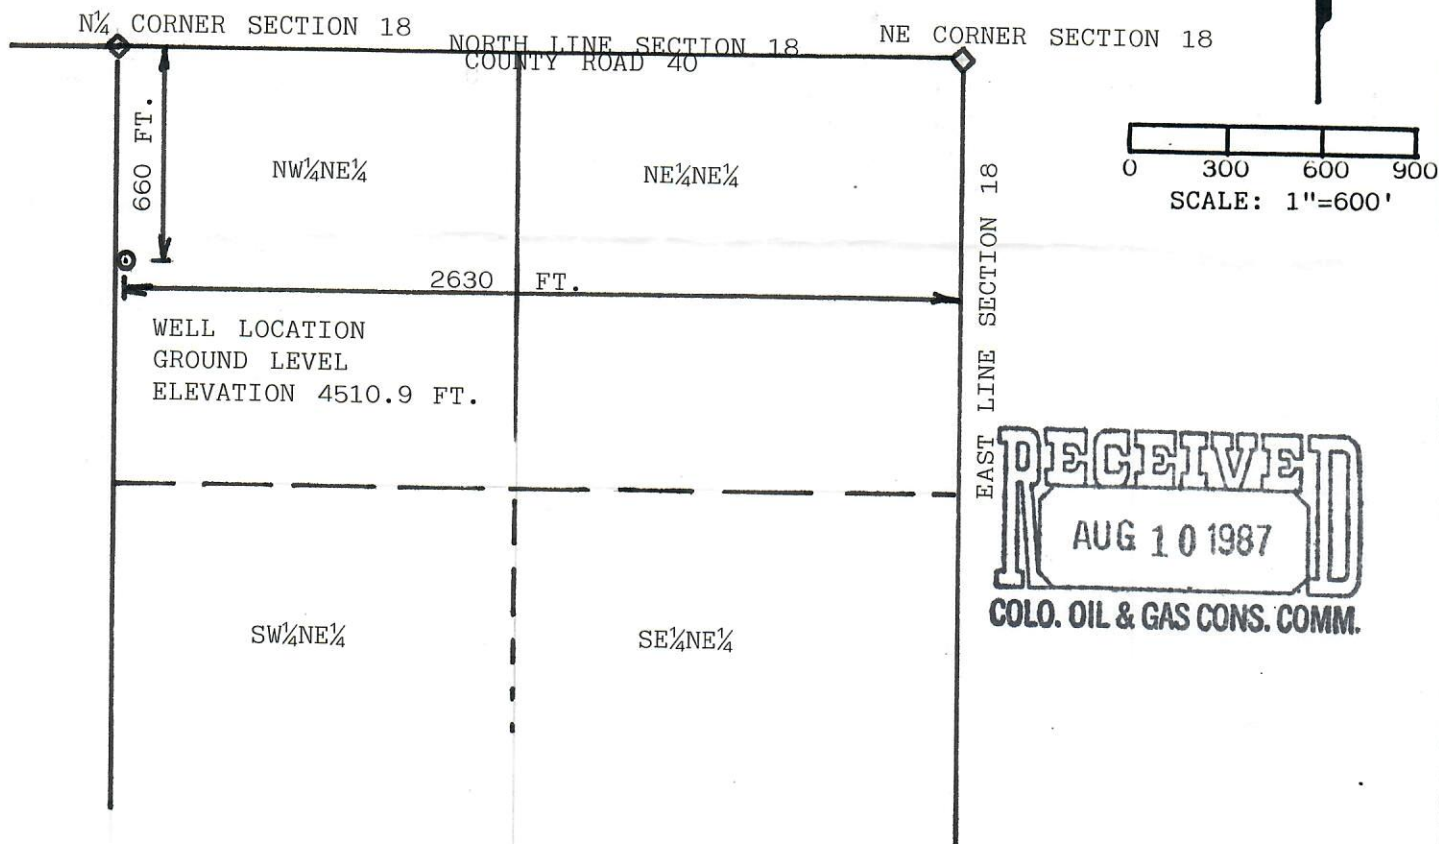 N¼ CORNER SECTION 18
NORTH LINE SECTION 18
COUNTY ROAD 40
NE CORNER SECTION 18
660 FT.
NW¼NE¼
NE¼NE¼
0 300 600 900
SCALE: 1"=600'
EAST LINE SECTION 18
2630 FT.
WELL LOCATION
GROUND LEVEL
ELEVATION 4510.9 FT.
RECEIVED
AUG 10 1987
COLO. OIL & GAS CONS. COMM.
SW¼NE¼
SE¼NE¼